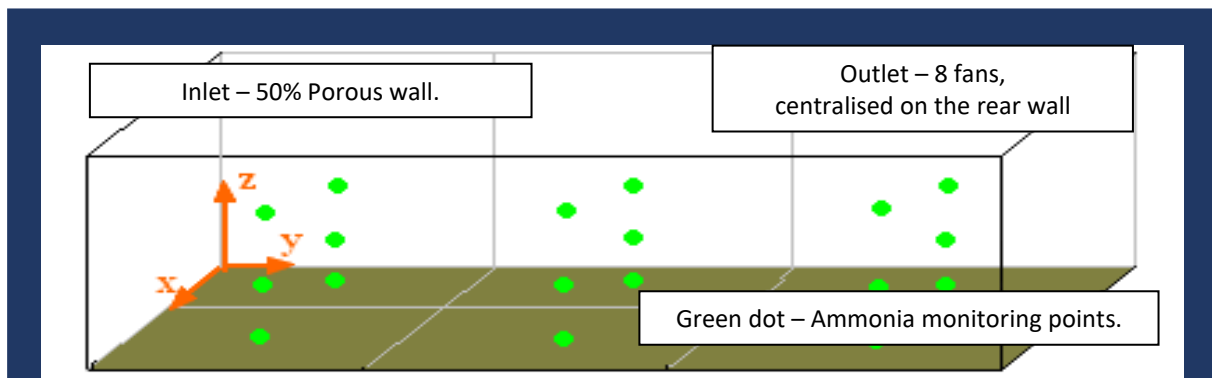 Inlet – 50% Porous wall.
Outlet – 8 fans,
centralised on the rear wall
z
y
x
Green dot – Ammonia monitoring points.